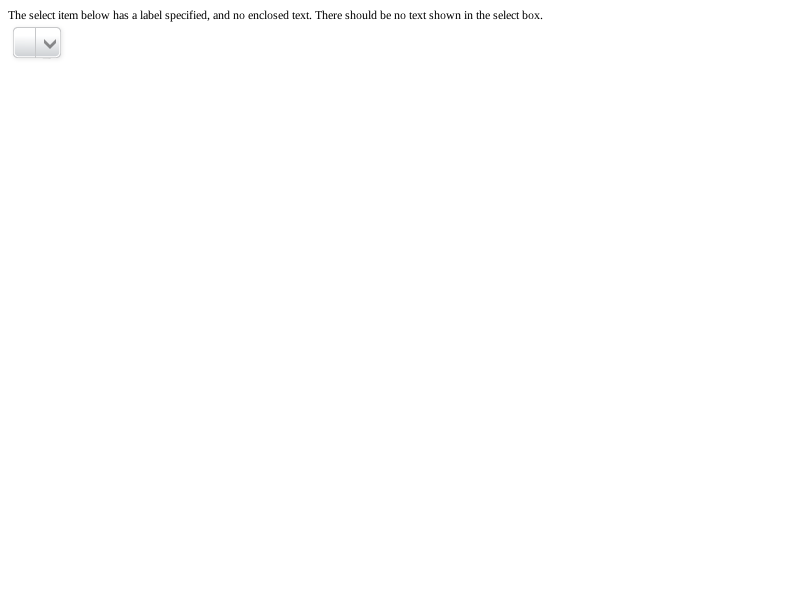 The select item below has a label specified, and no enclosed text. There should be no text shown in the select box.